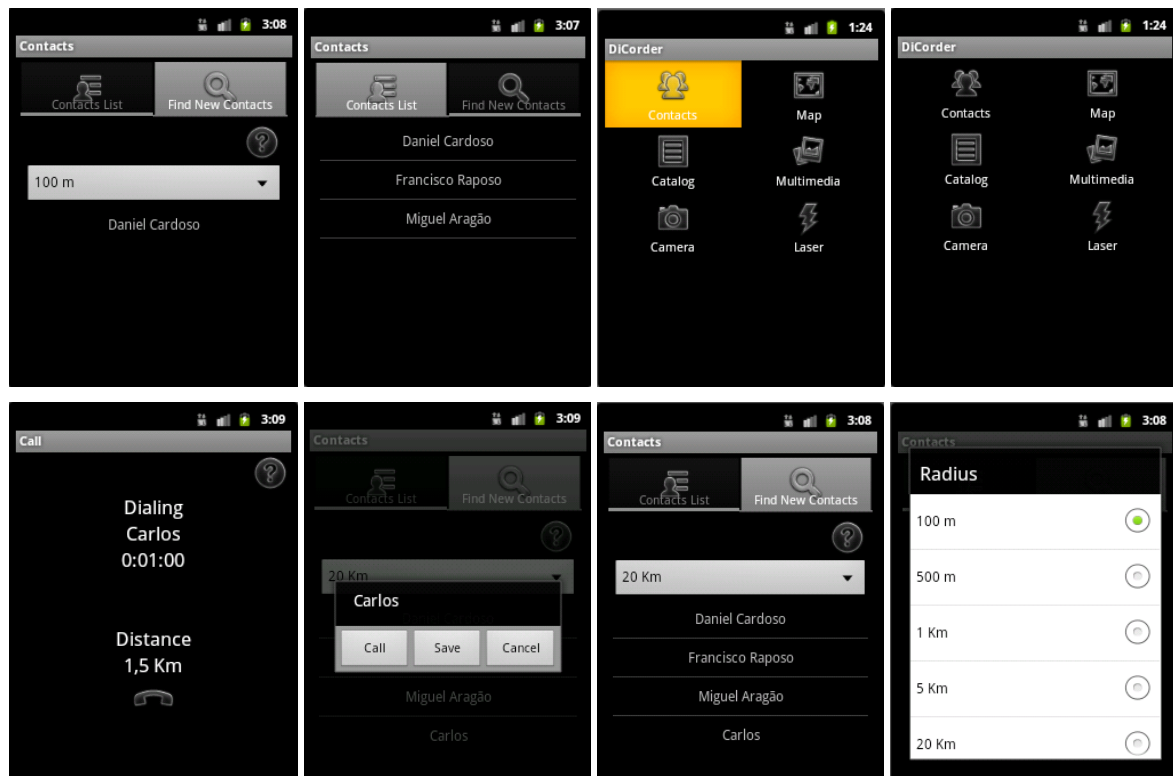 3:08
Contacts
Contacts List
Find New Contacts
?
100 m
Daniel Cardoso
3:07
Contacts
Contacts List
Find New Contacts
Daniel Cardoso
Francisco Raposo
Miguel Aragão
1:24
DiCorder
Contacts
Map
Catalog
Multimedia
Camera
Laser
1:24
DiCorder
Contacts
Map
Catalog
Multimedia
Camera
Laser
3:09
Call
?
Dialing
Carlos
0:01:00
Distance
1,5 Km
3:09
Contacts
Contacts List
Find New Contacts
?
20 Km
Carlos
Call
Save
Cancel
Miguel Aragão
Carlos
3:08
Contacts
Contacts List
Find New Contacts
?
20 Km
Daniel Cardoso
Francisco Raposo
Miguel Aragão
Carlos
3:08
Contacts
Radius
100 m
500 m
1 Km
5 Km
20 Km